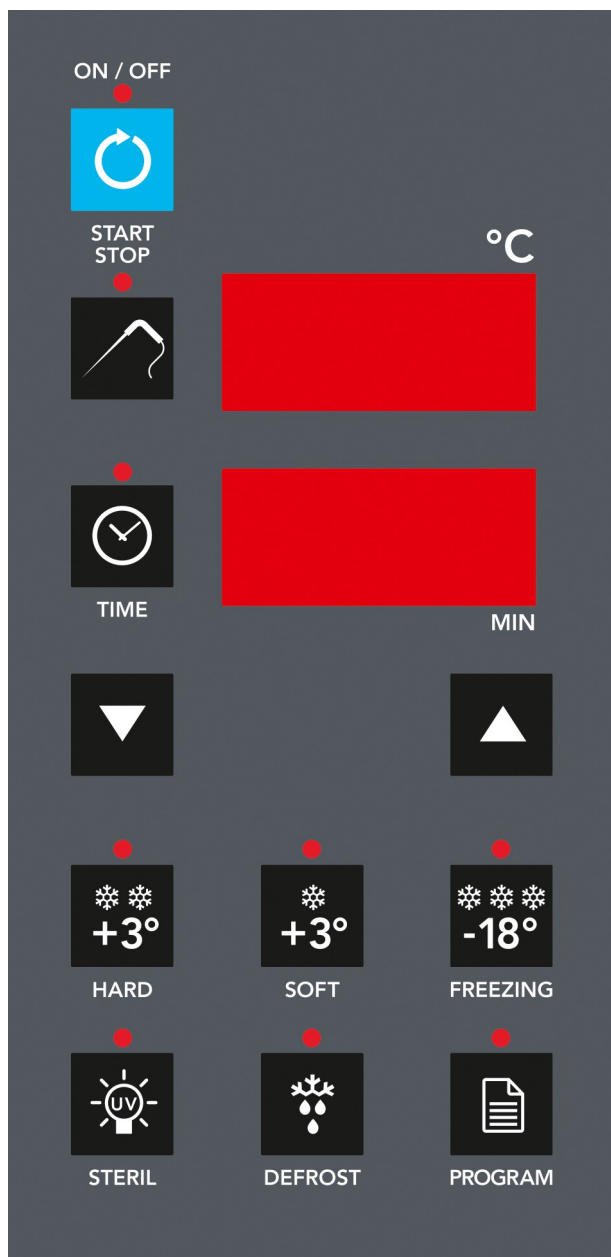 ON / OFF
START
STOP
°C
TIME
MIN
+3°
+3°
-18°
HARD
SOFT
FREEZING
UV
STERIL
DEFROST
PROGRAM